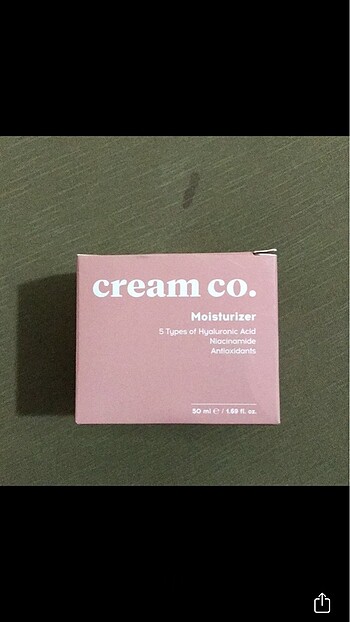 cream co.
Moisturizer
5 Types of Hyaluronic Acid
Niacinamide
Antioxidants
50 ml ℮ / 1.69 fl. oz.